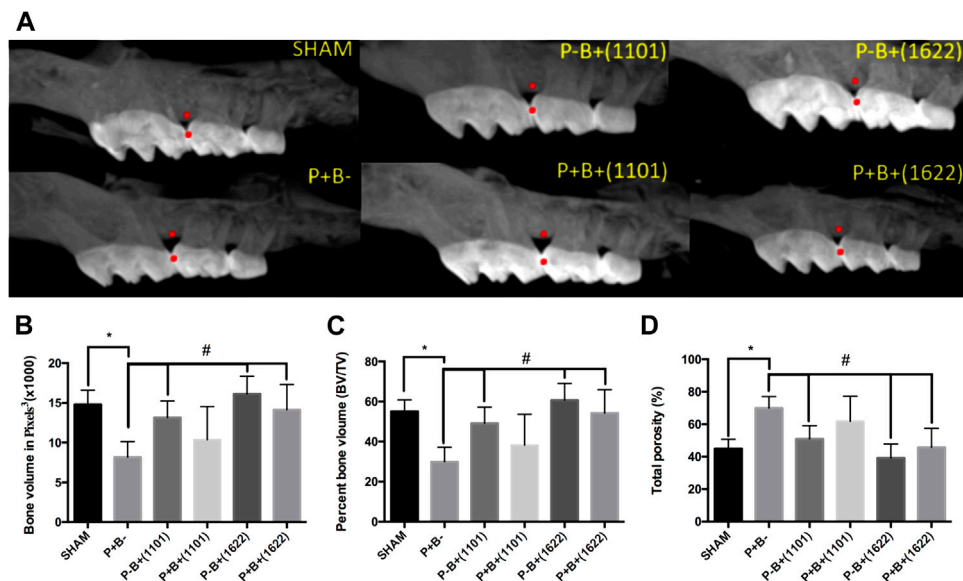 A
SHAM
P-B+(1101)
P-B+(1622)
P+B-
P+B+(1101)
P+B+(1622)
B
Bone volume in Pixels³ (x1000)
20
15
10
5
0
*
#
SHAM
P+B-
P-B+(1101)
P+B+(1101)
P-B+(1622)
P+B+(1622)
C
Percent bone vloume (BV/TV)
80
60
40
20
0
*
#
SHAM
P+B-
P-B+(1101)
P+B+(1101)
P-B+(1622)
P+B+(1622)
D
Total porosity (%)
100
80
60
40
20
0
*
#
SHAM
P+B-
P-B+(1101)
P+B+(1101)
P-B+(1622)
P+B+(1622)